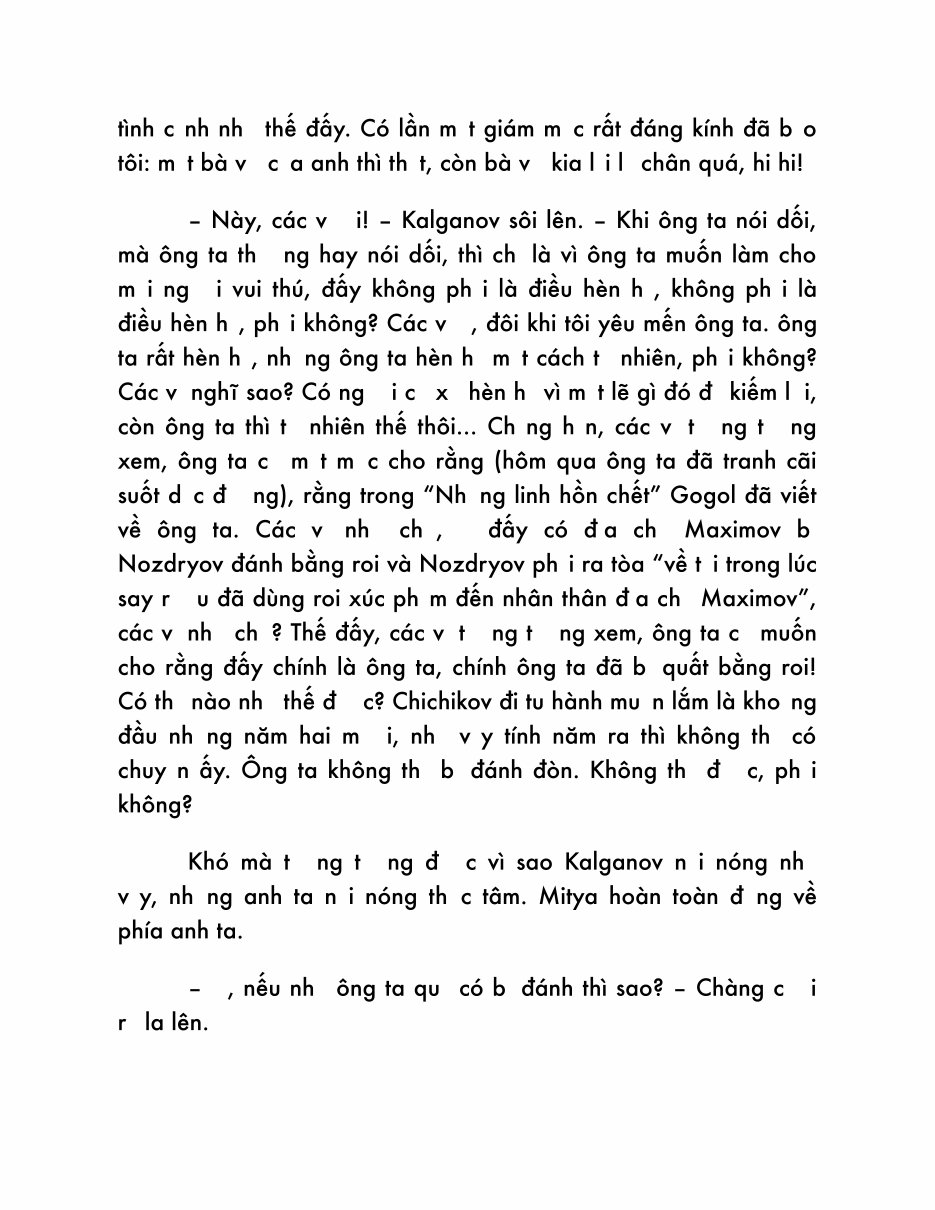 tình c nh nh thế đấy. Có lần m t giám m c rất đáng kính đã b o
tôi: m t bà v c a anh thì th t, còn bà v kia l i l chân quá, hi hi!
– Này, các v i! – Kalganov sôi lên. – Khi ông ta nói dối,
mà ông ta th ng hay nói dối, thì ch là vì ông ta muốn làm cho
m i ng i vui thú, đấy không ph i là điều hèn h , không ph i là
điều hèn h , ph i không? Các v , đôi khi tôi yêu mến ông ta. ông
ta rất hèn h , nh ng ông ta hèn h m t cách t nhiên, ph i không?
Các v nghĩ sao? Có ng i c x hèn h vì m t lẽ gì đó đ kiếm l i,
còn ông ta thì t nhiên thế thôi... Ch ng h n, các v t ng t ng
xem, ông ta c m t m c cho rằng (hôm qua ông ta đã tranh cãi
suốt d c đ ng), rằng trong “Nh ng linh hồn chết” Gogol đã viết
về ông ta. Các v nh ch , đấy có đ a ch Maximov b
Nozdryov đánh bằng roi và Nozdryov ph i ra tòa “về t i trong lúc
say r u đã dùng roi xúc ph m đến nhân thân đ a ch Maximov”,
các v nh ch ? Thế đấy, các v t ng t ng xem, ông ta c muốn
cho rằng đấy chính là ông ta, chính ông ta đã b quất bằng roi!
Có th nào nh thế đ c? Chichikov đi tu hành mu n lắm là kho ng
đầu nh ng năm hai m i, nh v y tính năm ra thì không th có
chuy n ấy. Ông ta không th b đánh đòn. Không th đ c, ph i
không?
Khó mà t ng t ng đ c vì sao Kalganov n i nóng nh
v y, nh ng anh ta n i nóng th c tâm. Mitya hoàn toàn đ ng về
phía anh ta.
– , nếu nh ông ta qu có b đánh thì sao? – Chàng c i
r la lên.